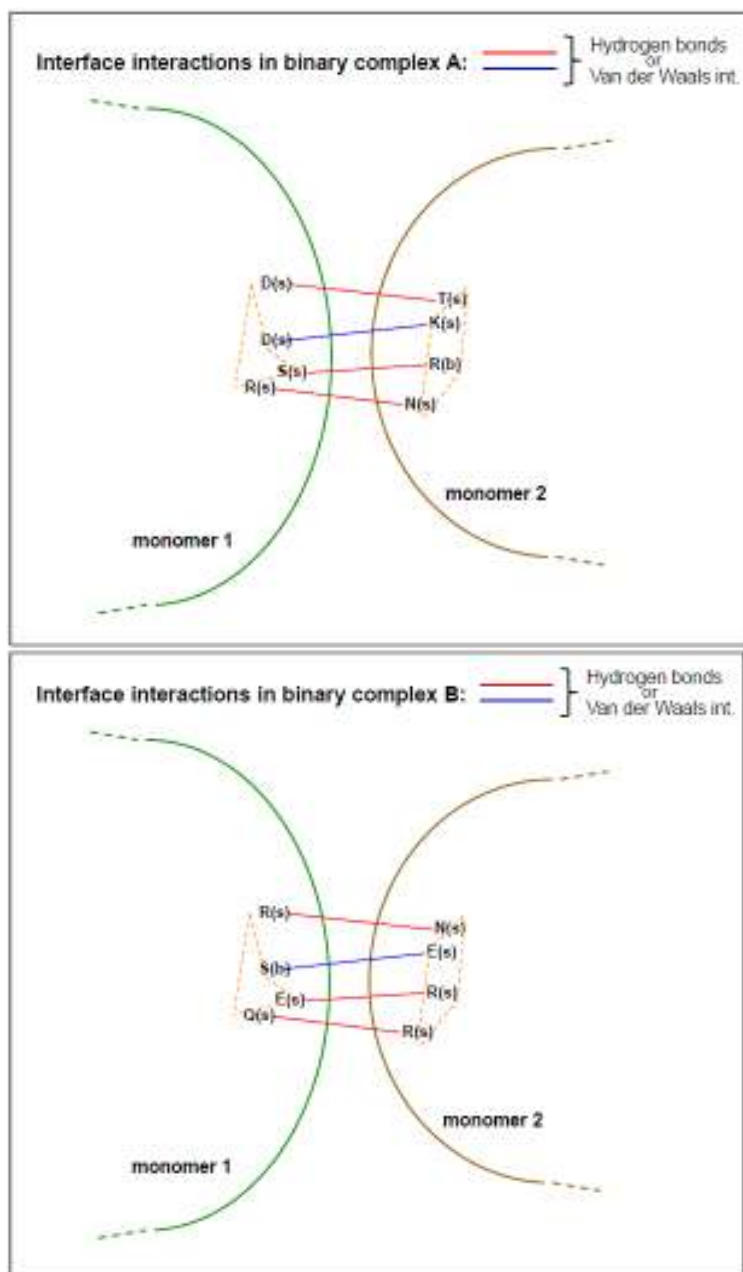 Interface interactions in binary complex A:
Hydrogen bonds
or
Van der Waals int.
D(s)
T(s)
K(s)
D(s)
S(s)
R(b)
R(s)
N(s)
monomer 2
monomer 1
Interface interactions in binary complex B:
Hydrogen bonds
or
Van der Waals int.
R(s)
N(s)
E(s)
S(b)
E(s)
R(s)
Q(s)
R(s)
monomer 2
monomer 1